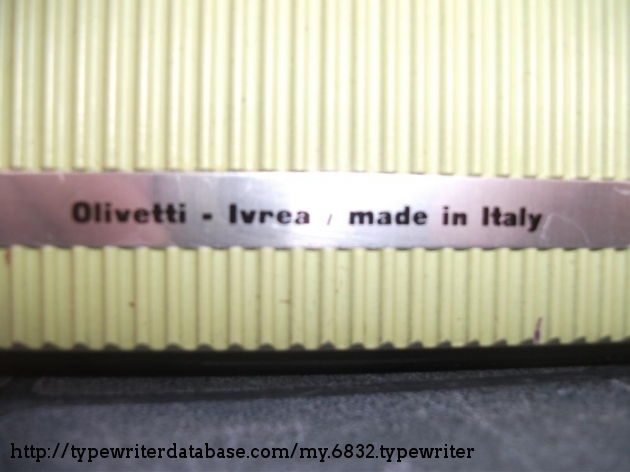 Olivetti - Ivrea / made in Italy
http://typewriterdatabase.com/my.6832.typewriter